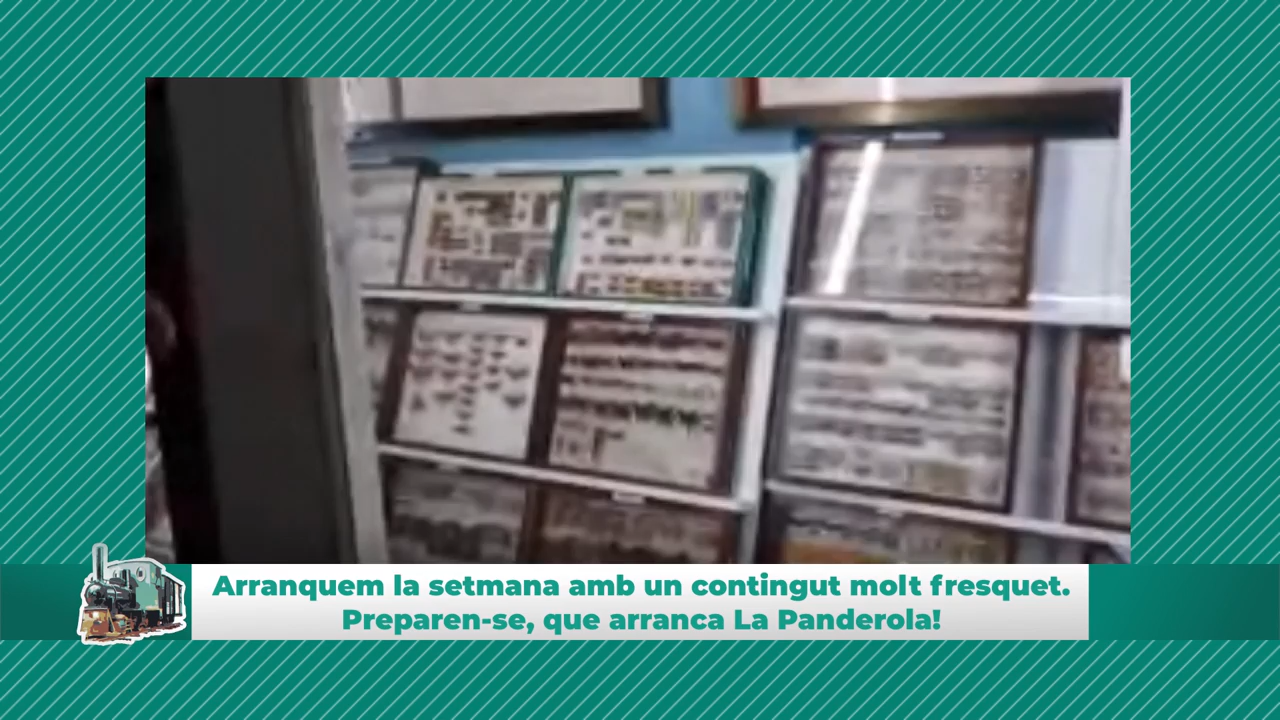 Arranquem la setmana amb un contingut molt fresquet.
Preparen-se, que arranca La Panderola!